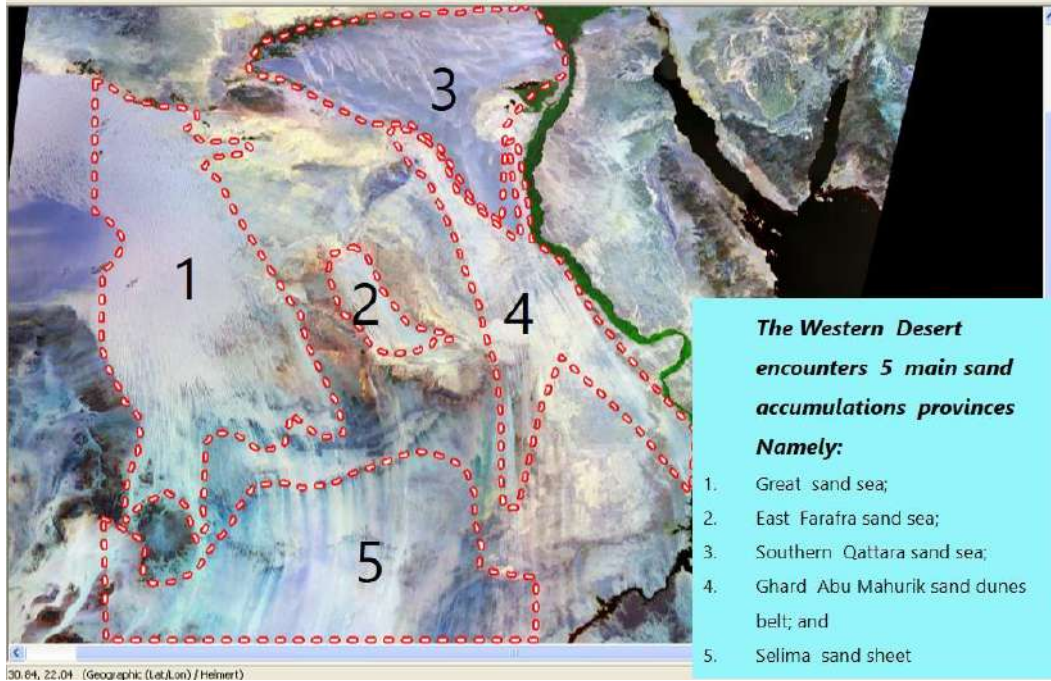 3
1
2
4
5
The Western Desert
encounters 5 main sand
accumulations provinces
Namely:
1. Great sand sea;
2. East Farafra sand sea;
3. Southern Qattara sand sea;
4. Ghard Abu Mahurik sand dunes
belt; and
5. Selima sand sheet
30.84, 22.04 (Geographic (Lat/Lon) / Helmert)